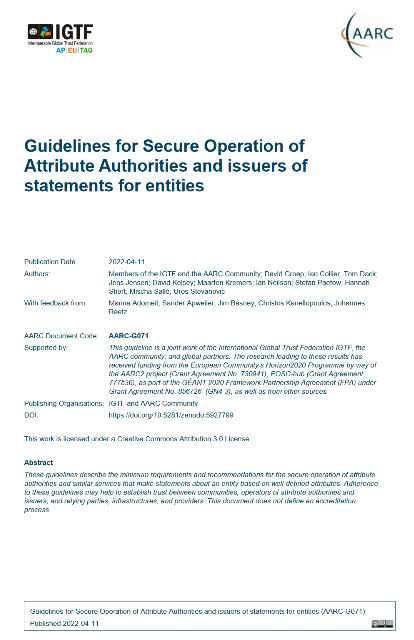 IGTF
Interoperable Global Trust Federation
AP|EU|TAG
AARC
Guidelines for Secure Operation of
Attribute Authorities and issuers of
statements for entities
Publication Date 2022-04-11
Authors: Members of the IGTF and the AARC Community; David Groep; Ian Collier; Tom Dack;
Jens Jensen; David Kelsey; Maarten Kremers; Ian Neilson; Stefan Paetow; Hannah
Short; Mischa Sallé; Uros Stevanovic
With feedback from Marina Adomeit, Sander Apweiler, Jim Basney, Christos Kanellopoulos, Johannes
Reetz
AARC Document Code: AARC-G071
Supported by: This guideline is a joint work of the International Global Trust Federation IGTF, the
AARC community, and global partners. The research leading to these results has
received funding from the European Community's Horizon2020 Programme by way of
the AARC2 project (Grant Agreement No. 730941), EOSC-hub (Grant Agreement
777536), as part of the GÉANT 2020 Framework Partnership Agreement (FPA) under
Grant Agreement No. 856726 (GN4-3), as well as from other sources
Publishing Organisations: IGTF and AARC Community
DOI: https://doi.org/10.5281/zenodo.5927799
This work is licensed under a Creative Commons Attribution 3.0 License
Abstract
These guidelines describe the minimum requirements and recommendations for the secure operation of attribute
authorities and similar services that make statements about an entity based on well defined attributes. Adherence
to these guidelines may help to establish trust between communities, operators of attribute authorities and
issuers, and relying parties, infrastructures, and providers. This document does not define an accreditation
process
Guidelines for Secure Operation of Attribute Authorities and issuers of statements for entities (AARC-G071)
Published 2022-04-11